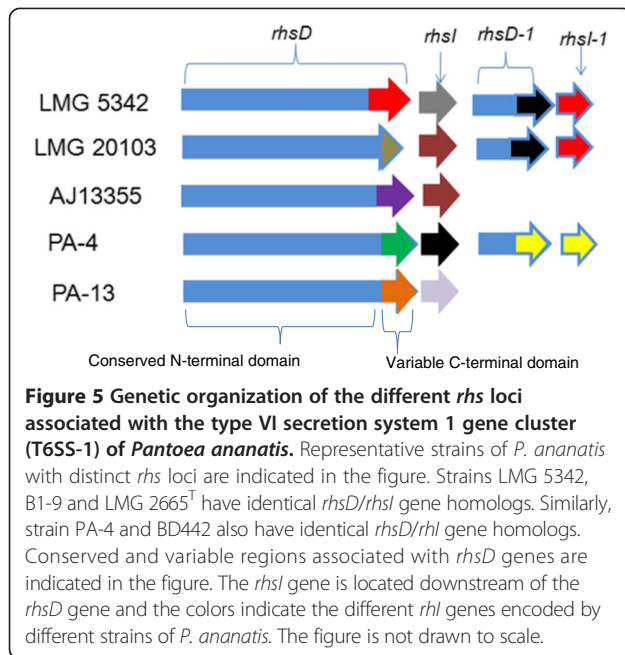 rhsD rhsI rhsD-1 rhsI-1
LMG 5342
LMG 20103
AJ13355
PA-4
PA-13
Conserved N-terminal domain Variable C-terminal domain
Figure 5 Genetic organization of the different rhs loci
associated with the type VI secretion system 1 gene cluster
(T6SS-1) of Pantoea ananatis. Representative strains of P. ananatis
with distinct rhs loci are indicated in the figure. Strains LMG 5342,
B1-9 and LMG 2665T have identical rhsD/rhsI gene homologs. Similarly,
strain PA-4 and BD442 also have identical rhsD/rhI gene homologs.
Conserved and variable regions associated with rhsD genes are
indicated in the figure. The rhsI gene is located downstream of the
rhsD gene and the colors indicate the different rhI genes encoded by
different strains of P. ananatis. The figure is not drawn to scale.